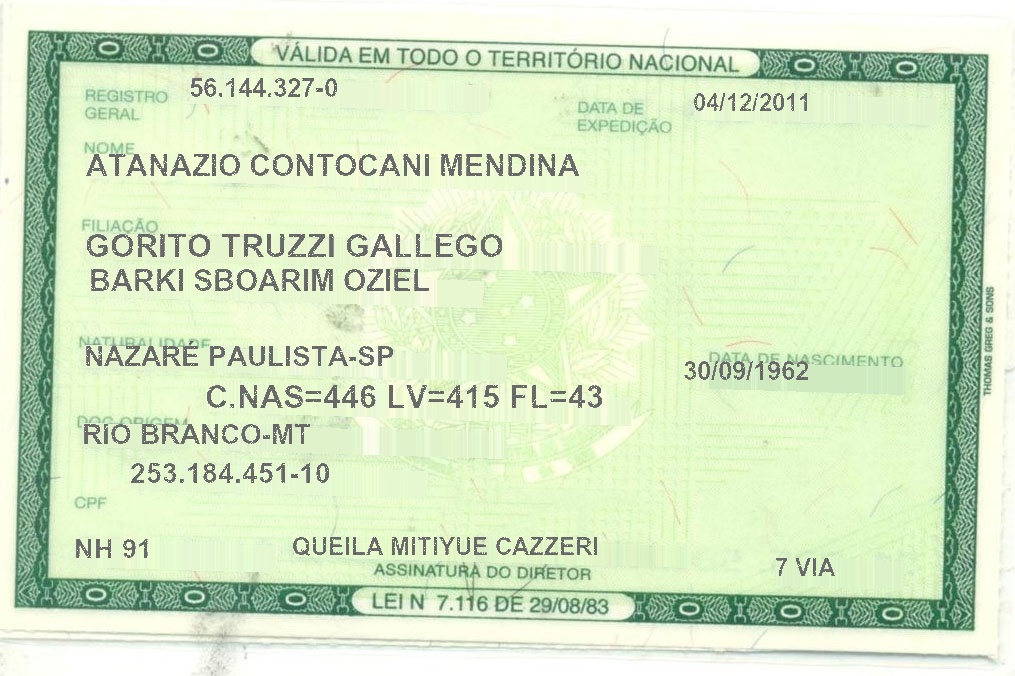 VÁLIDA EM TODO O TERRITÓRIO NACIONAL
REGISTRO GERAL 56.144.327-0 DATA DE EXPEDIÇÃO 04/12/2011
NOME
ATANAZIO CONTOCANI MENDINA
FILIAÇÃO
GORITO TRUZZI GALLEGO
BARKI SBOARIM OZIEL
NATURALIDADE DATA DE NASCIMENTO
NAZARÉ PAULISTA-SP 30/09/1962
C.NAS=446 LV=415 FL=43
DOC ORIGEM
RIO BRANCO-MT
253.184.451-10
CPF
NH 91 QUEILA MITIYUE CAZZERI 7 VIA
ASSINATURA DO DIRETOR
LEI N 7.116 DE 29/08/83
THOMAS GREG & SONS